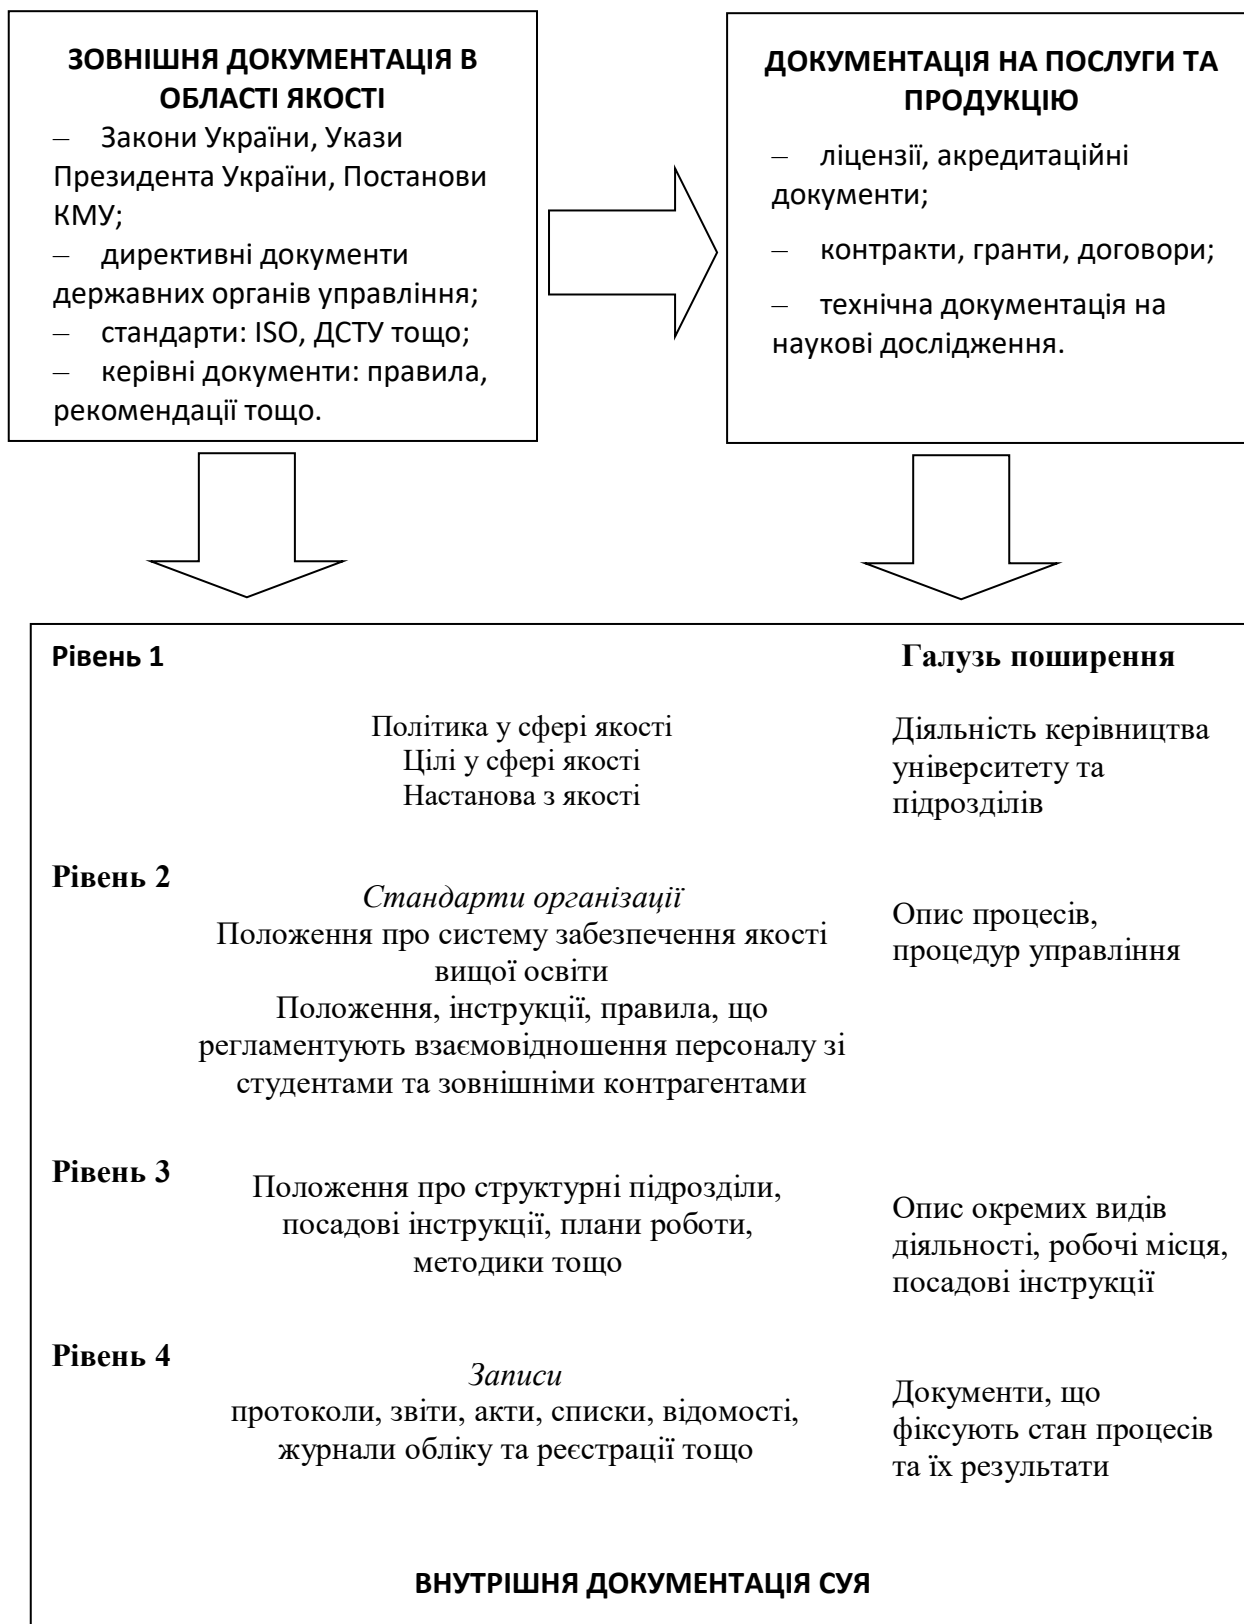 ЗОВНІШНЯ ДОКУМЕНТАЦІЯ В
ОБЛАСТІ ЯКОСТІ
– Закони України, Укази
Президента України, Постанови
КМУ;
– директивні документи
державних органів управління;
– стандарти: ISO, ДСТУ тощо;
– керівні документи: правила,
рекомендації тощо.
ДОКУМЕНТАЦІЯ НА ПОСЛУГИ ТА
ПРОДУКЦІЮ
– ліцензії, акредитаційні
документи;
– контракти, гранти, договори;
– технічна документація на
наукові дослідження.
Рівень 1
Галузь поширення
Політика у сфері якості
Цілі у сфері якості
Настанова з якості
Діяльність керівництва
університету та
підрозділів
Рівень 2
Стандарти організації
Положення про систему забезпечення якості
вищої освіти
Положення, інструкції, правила, що
регламентують взаємовідношення персоналу зі
студентами та зовнішніми контрагентами
Опис процесів,
процедур управління
Рівень 3
Положення про структурні підрозділи,
посадові інструкції, плани роботи,
методики тощо
Опис окремих видів
діяльності, робочі місця,
посадові інструкції
Рівень 4
Записи
протоколи, звіти, акти, списки, відомості,
журнали обліку та реєстрації тощо
Документи, що
фіксують стан процесів
та їх результати
ВНУТРІШНЯ ДОКУМЕНТАЦІЯ СУЯ